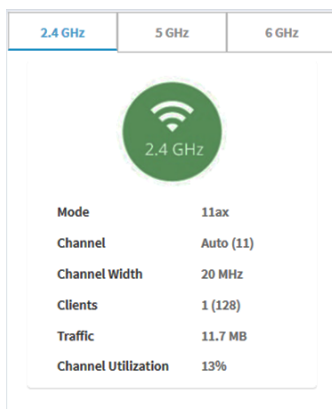 2.4 GHz 5 GHz 6 GHz
2.4 GHz
Mode 11ax
Channel Auto (11)
Channel Width 20 MHz
Clients 1 (128)
Traffic 11.7 MB
Channel Utilization 13%